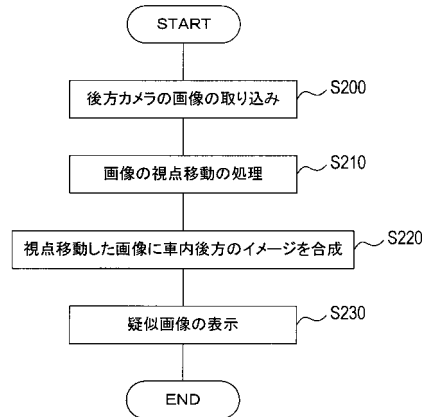 START
後方カメラの画像の取り込み
S200
画像の視点移動の処理
S210
視点移動した画像に車内後方のイメージを合成
S220
疑似画像の表示
S230
END